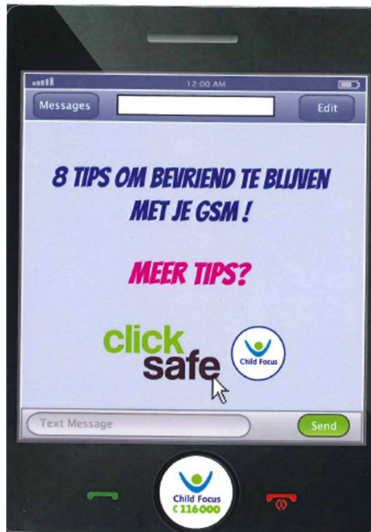 12:00 AM
Messages
Edit
8 TIPS OM BEVRIEND TE BLIJVEN
MET JE GSM !
MEER TIPS?
click
safe
Child Focus
Text Message
Send
Child Focus
116000